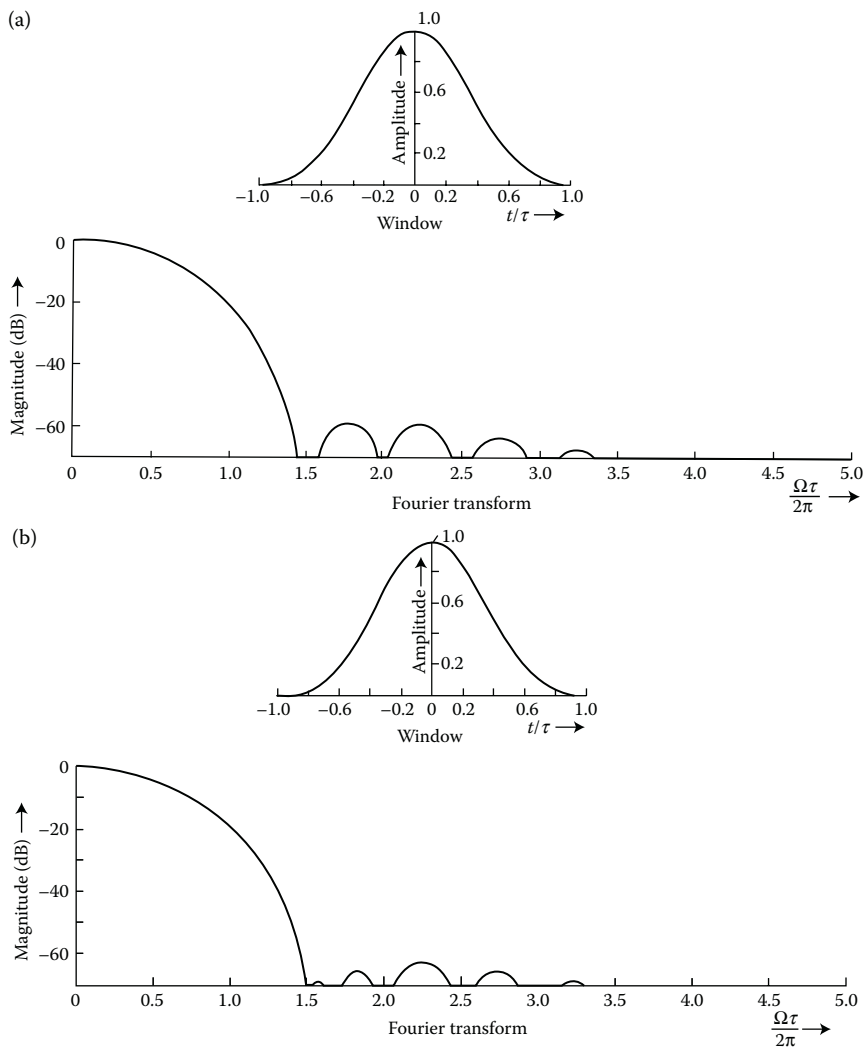 (a)
1.0
Amplitude
0.6
0.2
−1.0 −0.6 −0.2 0 0.2 0.6 1.0
Window
t/τ
0
−20
−40
−60
Magnitude (dB)
0 0.5 1.0 1.5 2.0 2.5 3.0 3.5 4.0 4.5 5.0
Fourier transform
Ωτ
2π
(b)
1.0
Amplitude
0.6
0.2
−1.0 −0.6 −0.2 0 0.2 0.6 1.0
Window
t/τ
0
−20
−40
−60
Magnitude (dB)
0 0.5 1.0 1.5 2.0 2.5 3.0 3.5 4.0 4.5 5.0
Fourier transform
Ωτ
2π